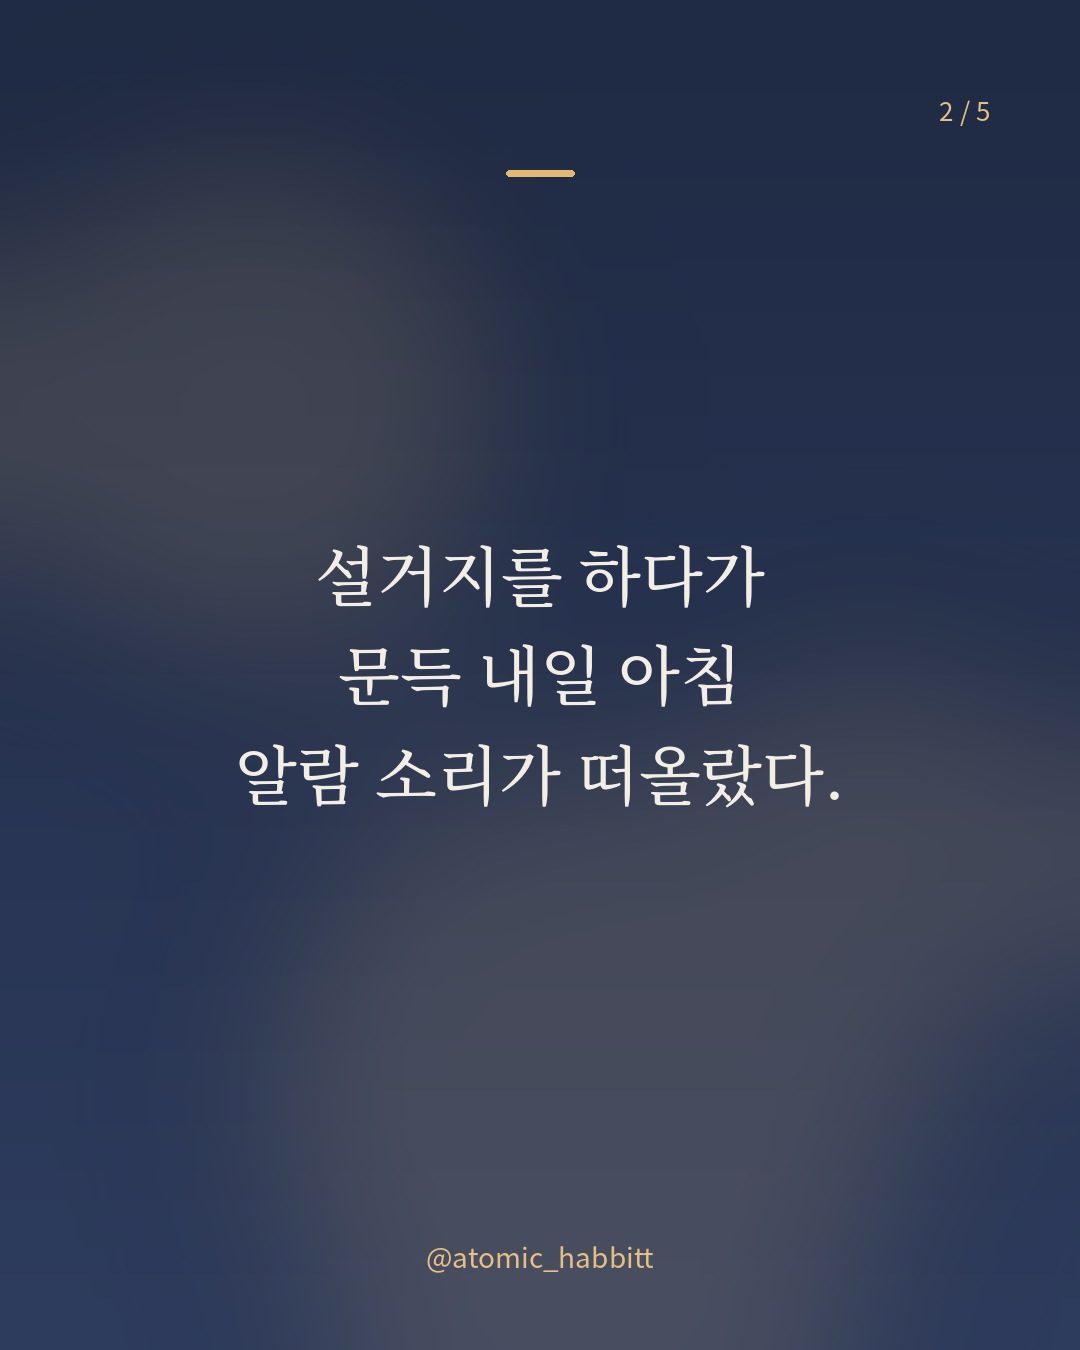 2 / 5
설거지를 하다가
문득 내일 아침
알람 소리가 떠올랐다.
@atomic_habbitt